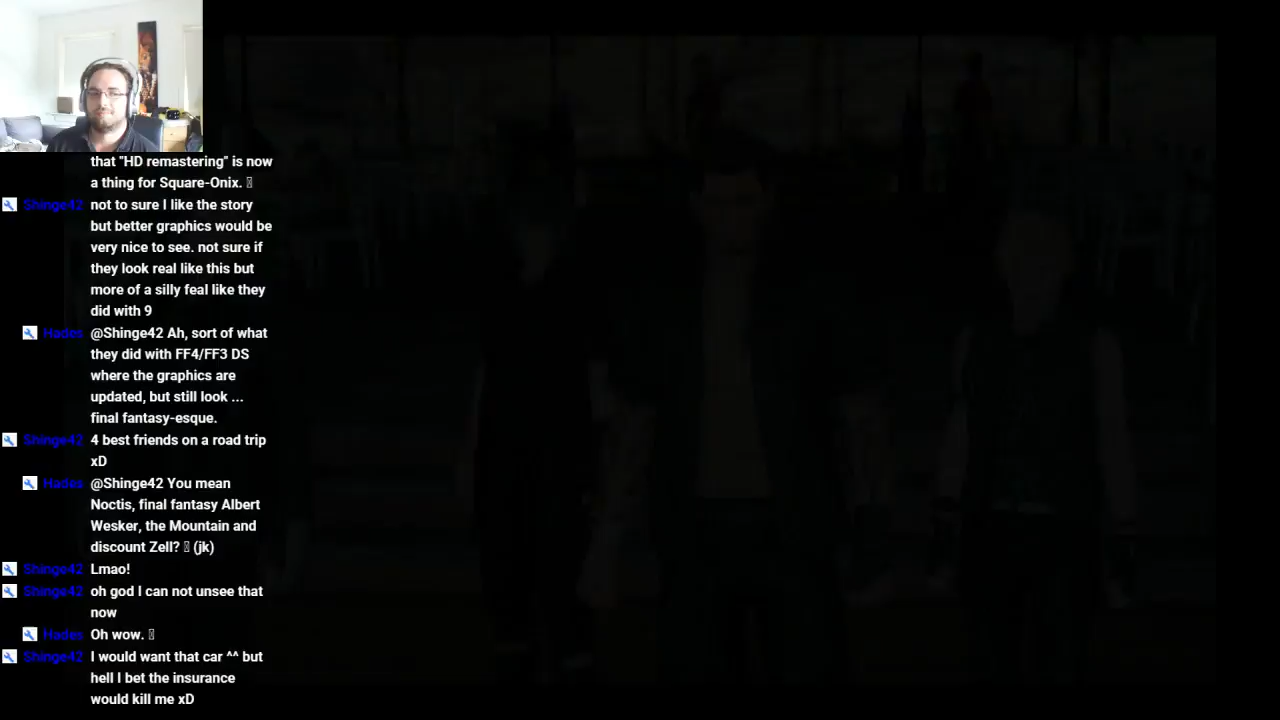 that "HD remastering" is now
a thing for Square-Onix.
Shinge42 not to sure I like the story
but better graphics would be
very nice to see. not sure if
they look real like this but
more of a silly feal like they
did with 9
Hades @Shinge42 Ah, sort of what
they did with FF4/FF3 DS
where the graphics are
updated, but still look ...
final fantasy-esque.
Shinge42 4 best friends on a road trip
xD
Hades @Shinge42 You mean
Noctis, final fantasy Albert
Wesker, the Mountain and
discount Zell? (jk)
Shinge42 Lmao!
Shinge42 oh god I can not unsee that
now
Hades Oh wow.
Shinge42 I would want that car ^^ but
hell I bet the insurance
would kill me xD